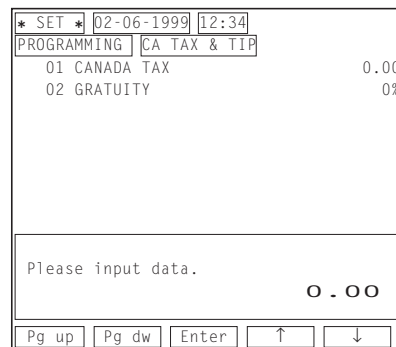 * SET * 02-06-1999 12:34
PROGRAMMING CA TAX & TIP
01 CANADA TAX 0.00
02 GRATUITY 0%
Please input data.
0.00
Pg up Pg dw Enter ↑ ↓